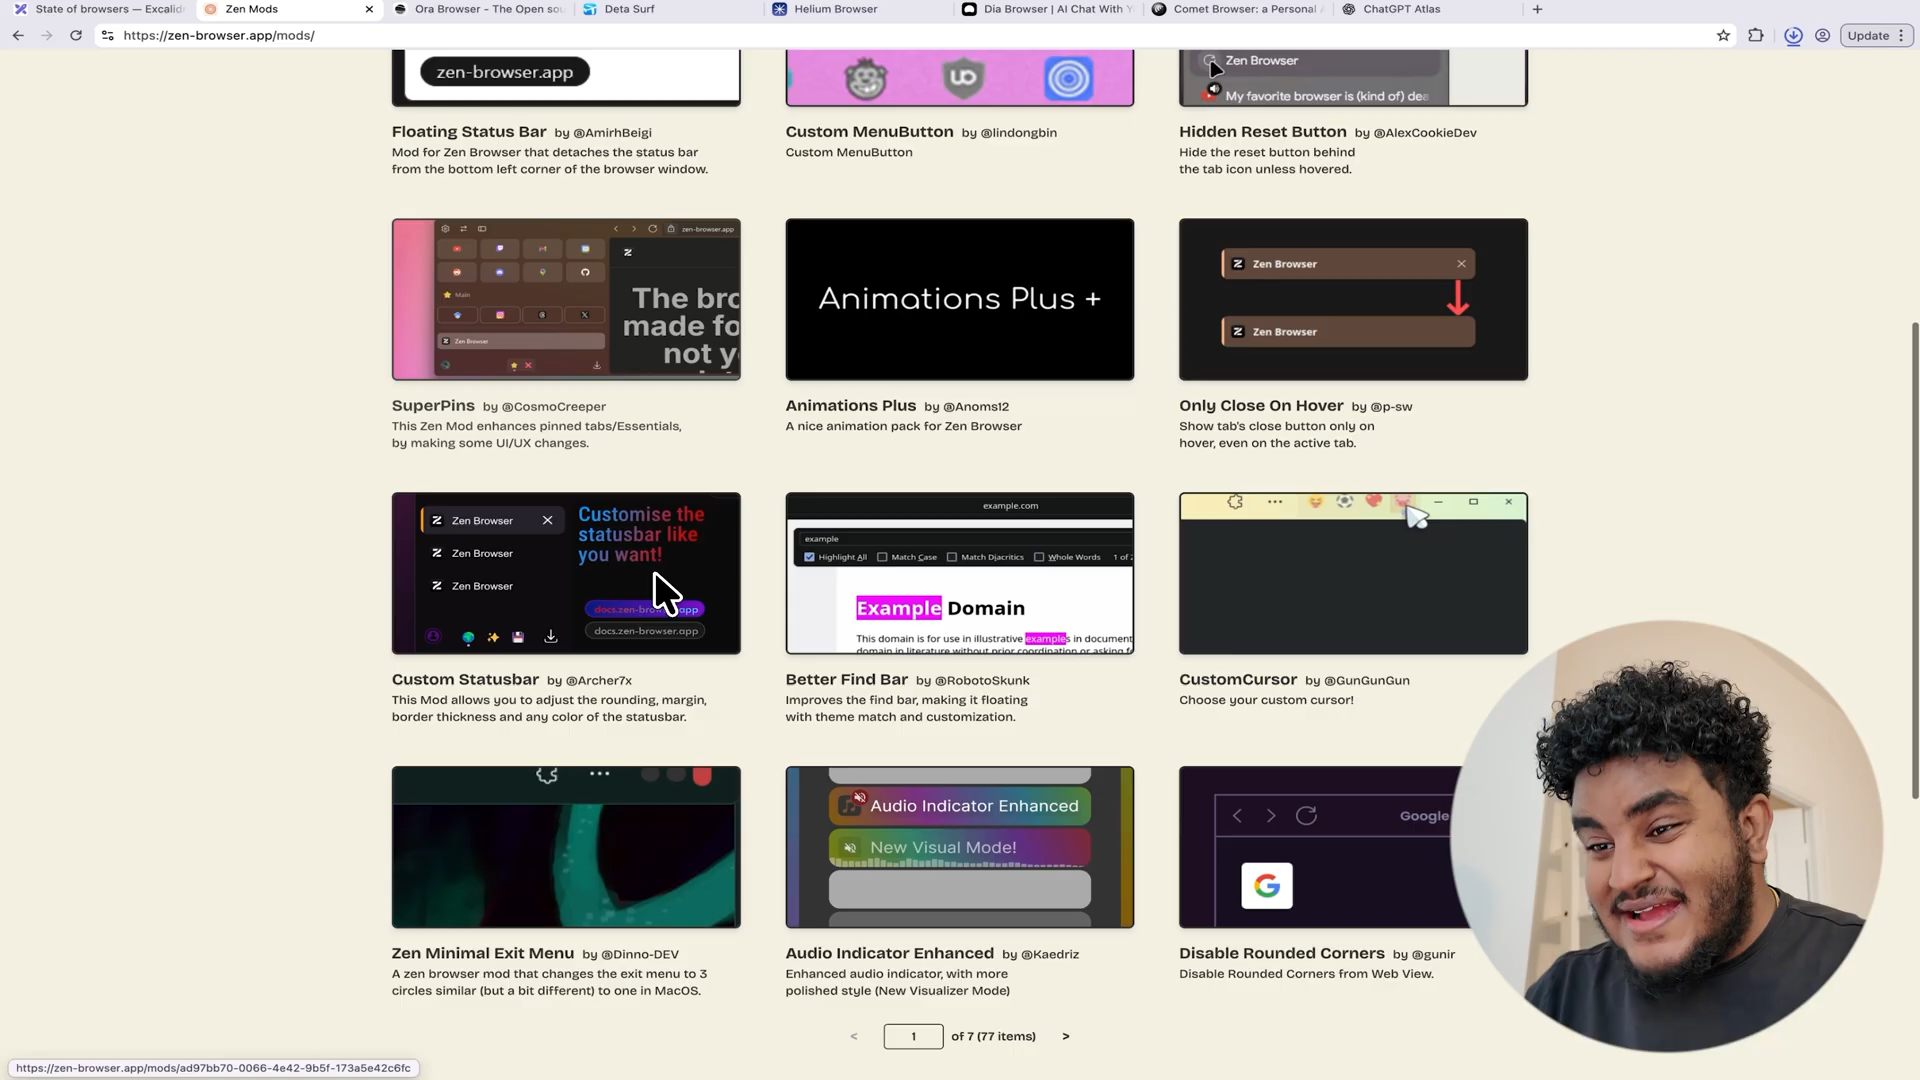 State of browsers — Excalid
Zen Mods
Ora Browser - The Open sou
Deta Surf
Helium Browser
Dia Browser | AI Chat With Y
Comet Browser: a Personal A
ChatGPT Atlas
https://zen-browser.app/mods/
Update
zen-browser.app
Zen Browser
My favorite browser is (kind of) dea
Floating Status Bar by @AmirhBeigi
Mod for Zen Browser that detaches the status bar
from the bottom left corner of the browser window.
Custom MenuButton by @lindongbin
Custom MenuButton
Hidden Reset Button by @AlexCookieDev
Hide the reset button behind
the tab icon unless hovered.
zen-browser.app
Main
Zen Browser
The bro
made fo
not y
Animations Plus +
Zen Browser
Zen Browser
SuperPins by @CosmoCreeper
This Zen Mod enhances pinned tabs/Essentials,
by making some UI/UX changes.
Animations Plus by @Anoms12
A nice animation pack for Zen Browser
Only Close On Hover by @p-sw
Show tab's close button only on
hover, even on the active tab.
Zen Browser
Zen Browser
Zen Browser
Customise the
statusbar like
you want!
docs.zen-browser.app
docs.zen-browser.app
example.com
example
Highlight All Match Case Match Diacritics Whole Words 1 of 2
Example Domain
This domain is for use in illustrative examples in document
domain in literature without prior coordination or asking f
Custom Statusbar by @Archer7x
This Mod allows you to adjust the rounding, margin,
border thickness and any color of the statusbar.
Better Find Bar by @RobotoSkunk
Improves the find bar, making it floating
with theme match and customization.
CustomCursor by @GunGunGun
Choose your custom cursor!
Audio Indicator Enhanced
New Visual Mode!
Google
G
Zen Minimal Exit Menu by @Dinno-DEV
A zen browser mod that changes the exit menu to 3
circles similar (but a bit different) to one in MacOS.
Audio Indicator Enhanced by @Kaedriz
Enhanced audio indicator, with more
polished style (New Visualizer Mode)
Disable Rounded Corners by @gunir
Disable Rounded Corners from Web View.
< 1 of 7 (77 items) >
https://zen-browser.app/mods/ad97bb70-0066-4e42-9b5f-173a5e42c6fc